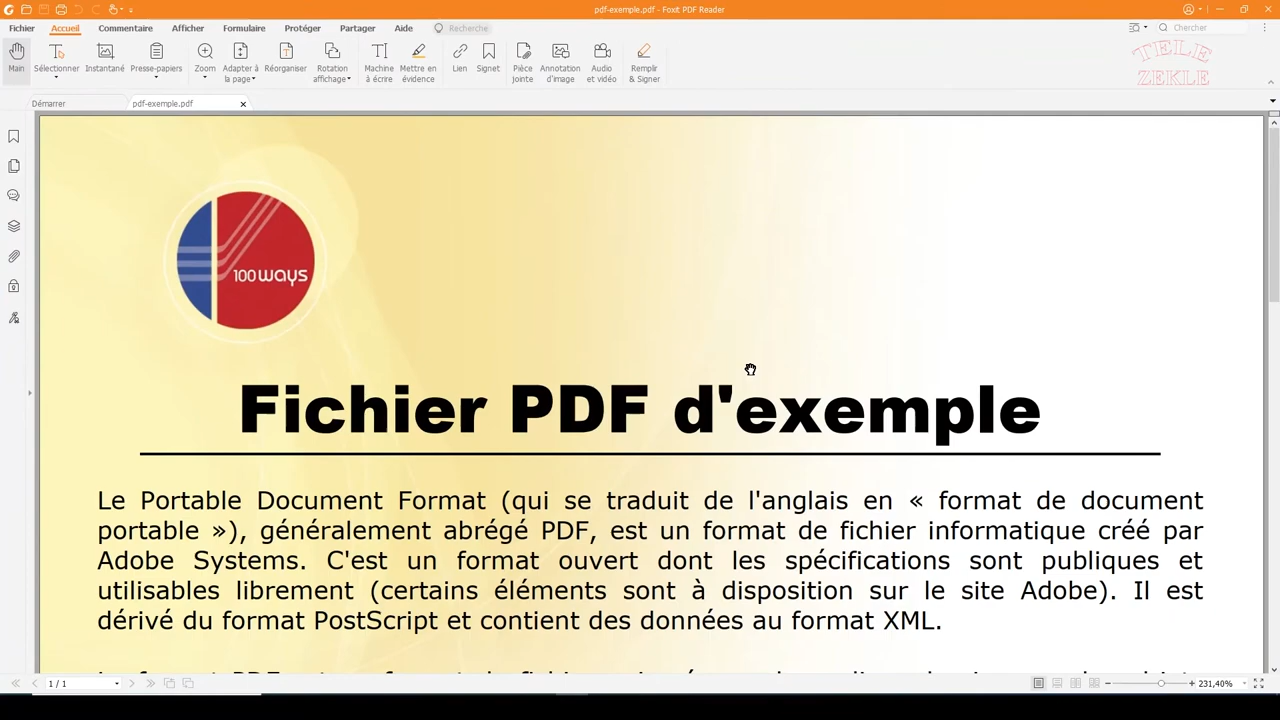 pdf-exemple.pdf - Foxit PDF Reader
Fichier Accueil Commentaire Afficher Formulaire Protéger Partager Aide Recherche Chercher
Main Sélectionner Instantané Presse-papiers Zoom Adapter à la page Réorganiser Rotation affichage Machine à écrire Mettre en évidence Lien Signet Pièce jointe Annotation d'image Audio et vidéo Remplir & Signer
TELE
ZEKLE
Démarrer pdf-exemple.pdf
100ways
Fichier PDF d'exemple
Le Portable Document Format (qui se traduit de l'anglais en « format de document
portable »), généralement abrégé PDF, est un format de fichier informatique créé par
Adobe Systems. C'est un format ouvert dont les spécifications sont publiques et
utilisables librement (certains éléments sont à disposition sur le site Adobe). Il est
dérivé du format PostScript et contient des données au format XML.
1 / 1 231,40%